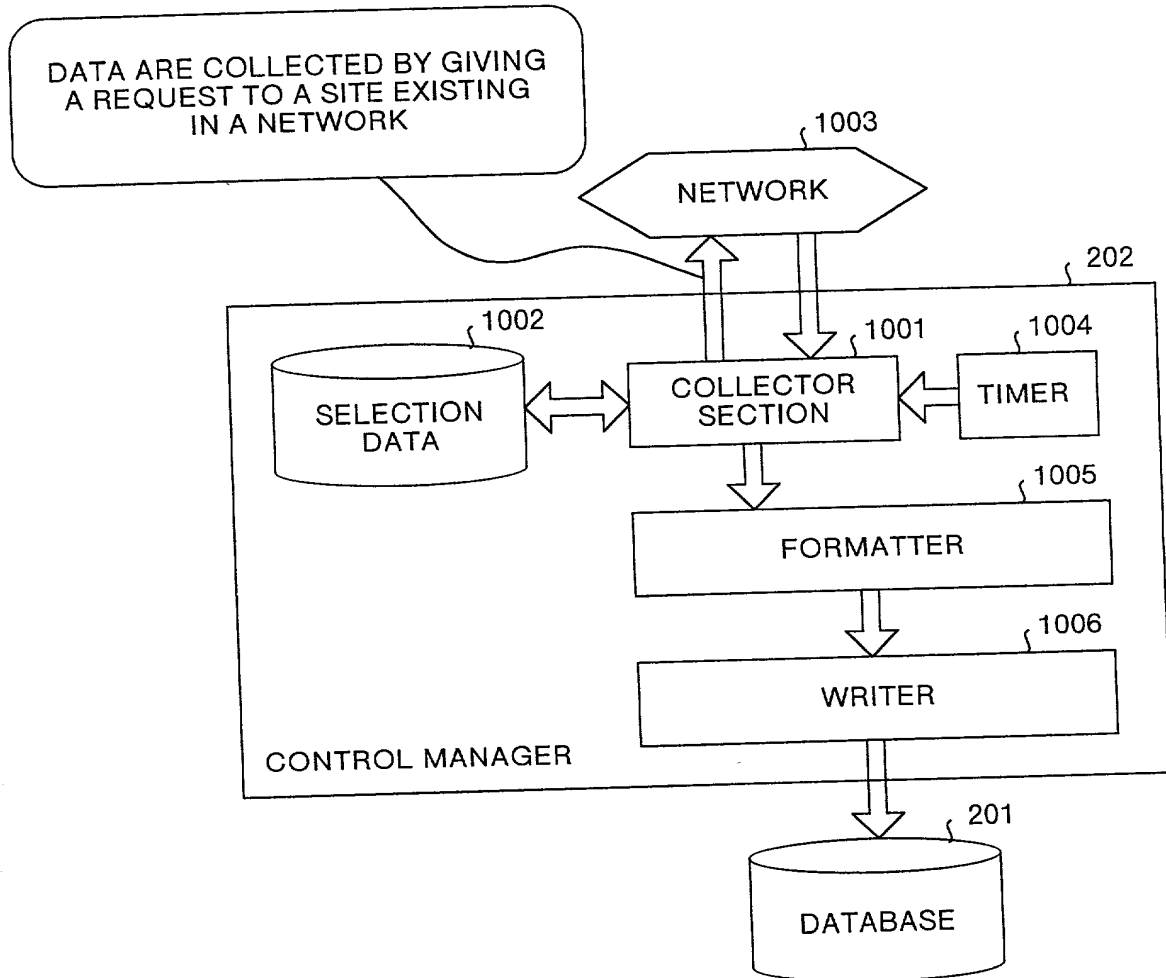 DATA ARE COLLECTED BY GIVING
A REQUEST TO A SITE EXISTING
IN A NETWORK
1003
NETWORK
202
1002
1001
1004
SELECTION
DATA
COLLECTOR
SECTION
TIMER
1005
FORMATTER
1006
WRITER
CONTROL MANAGER
201
DATABASE